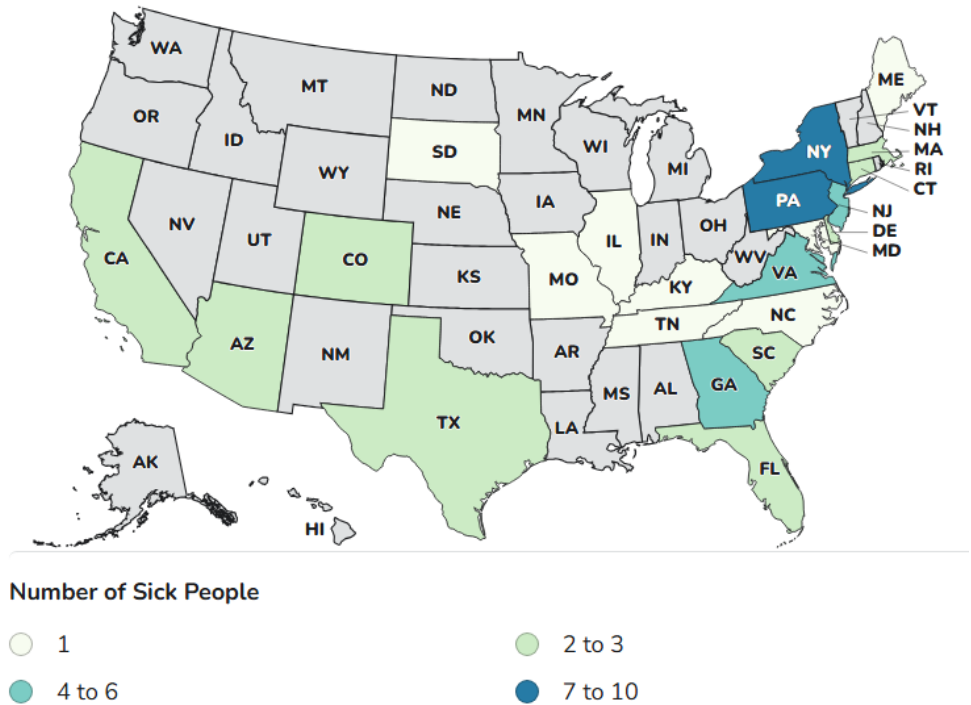 WA
MT
ND
MN
ME
VT
NH
MA
RI
CT
OR
ID
SD
WI
NY
WY
MI
PA
NE
IA
NJ
NV
UT
IL
IN
OH
DE
MD
CA
CO
KS
MO
WV
VA
KY
NC
TN
AZ
NM
OK
AR
SC
TX
MS
AL
GA
LA
FL
AK
HI
Number of Sick People
1
2 to 3
4 to 6
7 to 10